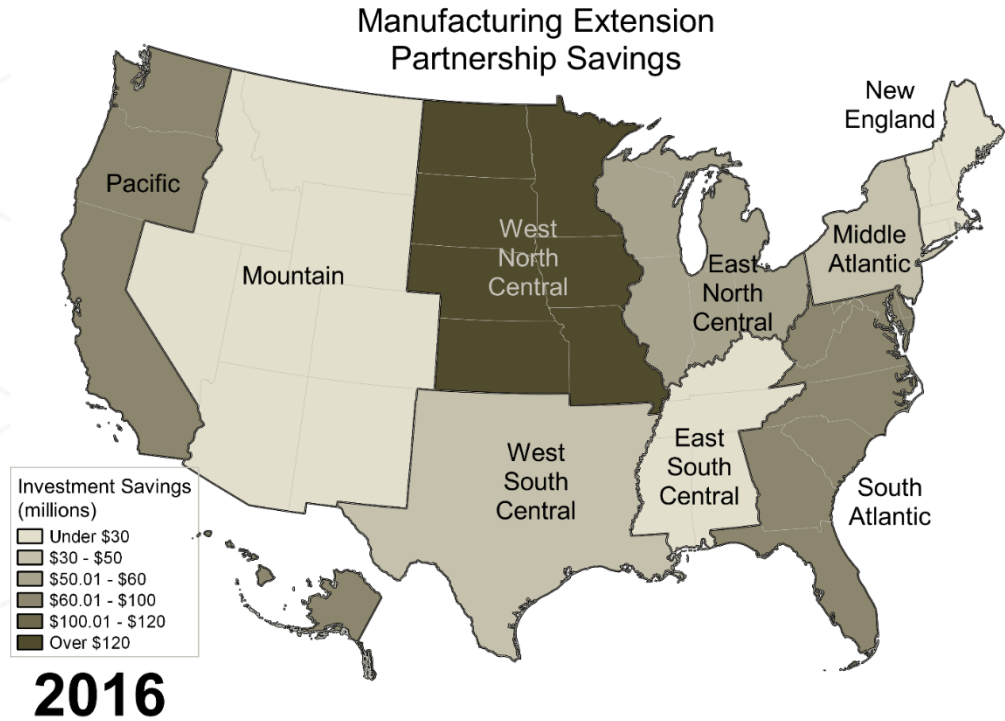 Manufacturing Extension
Partnership Savings
New
England
Pacific
West
North
Central
Middle
Atlantic
Mountain
East
North
Central
West
South
Central
East
South
Central
South
Atlantic
Investment Savings
(millions)
Under $30
$30 - $50
$50.01 - $60
$60.01 - $100
$100.01 - $120
Over $120
2016